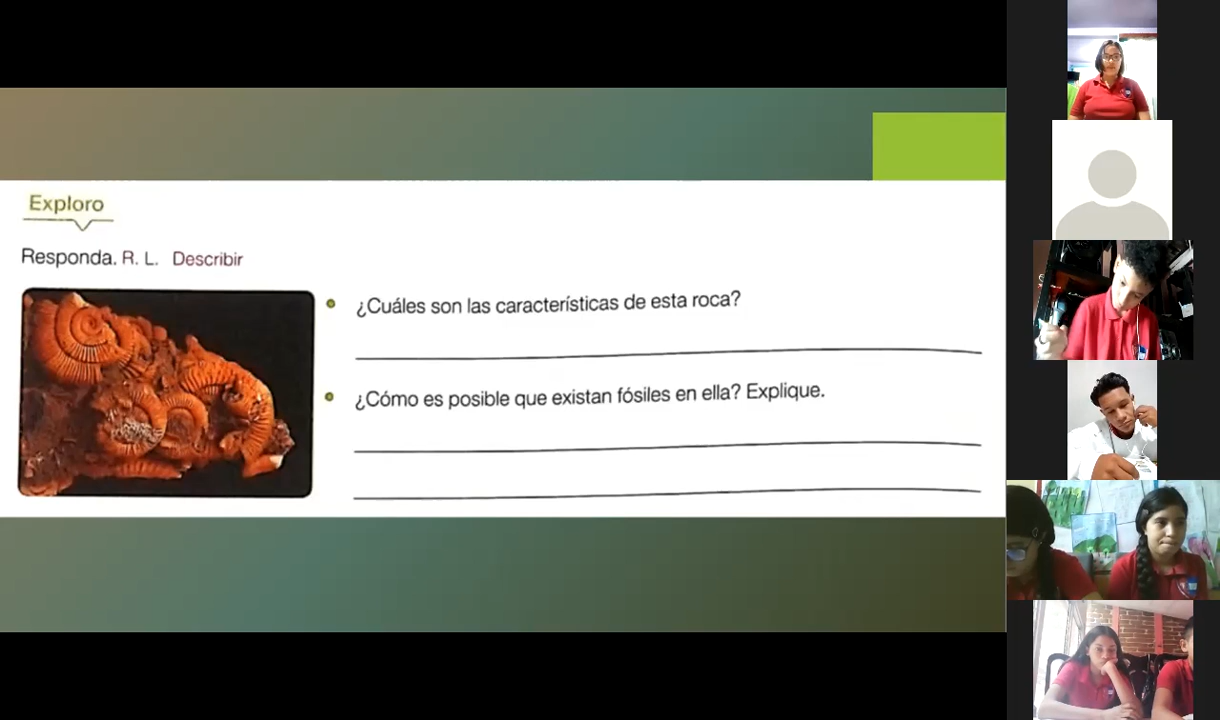 Exploro
Responda. R. L. Describir
¿Cuáles son las características de esta roca?
¿Cómo es posible que existan fósiles en ella? Explique.